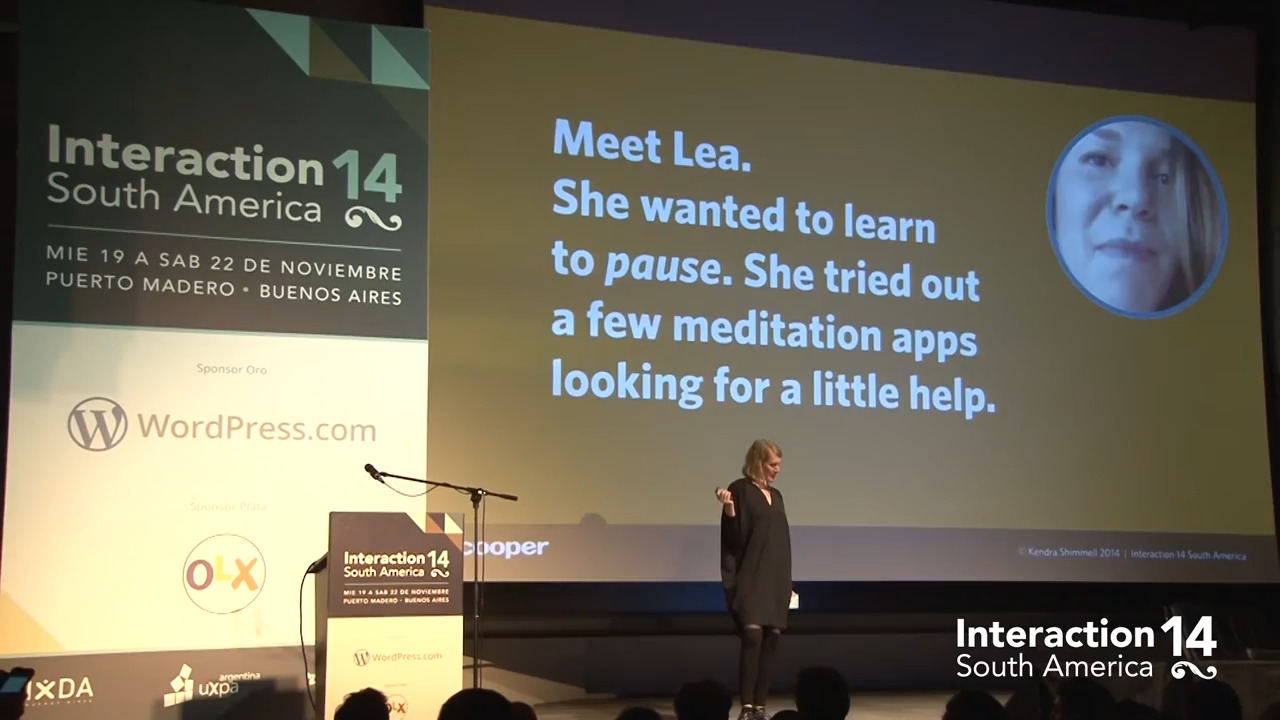 Interaction 14
South America
MIE 19 A SAB 22 DE NOVIEMBRE
PUERTO MADERO • BUENOS AIRES
Sponsor Oro
WordPress.com
Sponsor Plata
OLX
argentina
uxpa
Meet Lea.
She wanted to learn
to pause. She tried out
a few meditation apps
looking for a little help.
cooper
© Kendra Shimmell 2014 | Interaction 14 South America
Interaction 14
South America
MIE 19 A SAB 22 DE NOVIEMBRE
PUERTO MADERO • BUENOS AIRES
WordPress.com
OLX
Interaction 14
South America